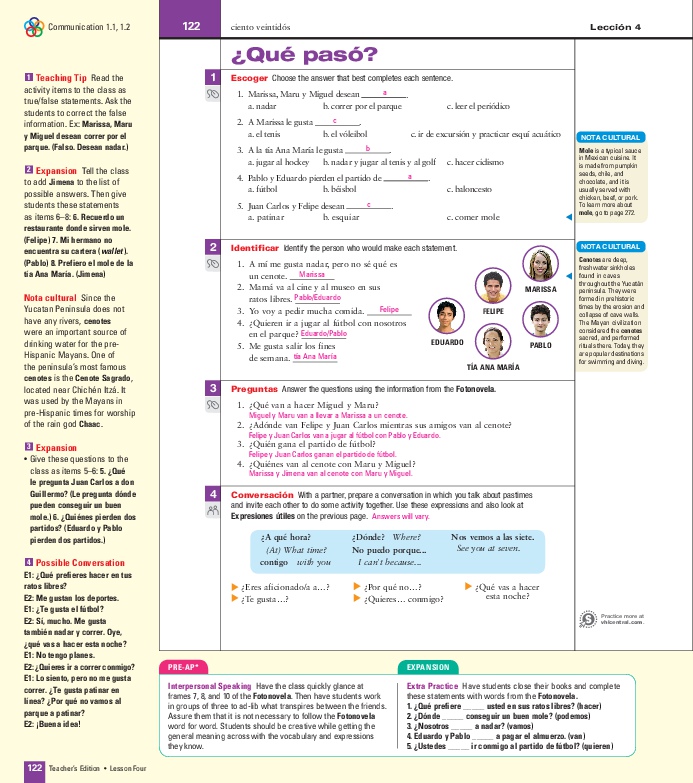 Communication 1.1, 1.2
1 Teaching Tip Read the
activity items to the class as
true/false statements. Ask the
students to correct the false
information. Ex: Marissa, Maru
y Miguel desean correr por el
parque. (Falso. Desean nadar.)
2 Expansion Tell the class
to add Jimena to the list of
possible answers. Then give
students these statements
as items 6–8: 6. Recuerdo un
restaurante donde sirven mole.
(Felipe) 7. Mi hermano no
encuentra su cartera (wallet).
(Pablo) 8. Prefiero el mole de la
tía Ana María. (Jimena)
Nota cultural Since the
Yucatan Peninsula does not
have any rivers, cenotes
were an important source of
drinking water for the pre-
Hispanic Mayans. One of
the peninsula's most famous
cenotes is the Cenote Sagrado,
located near Chichén Itzá. It
was used by the Mayans in
pre-Hispanic times for worship
of the rain god Chaac.
3 Expansion
• Give these questions to the
class as items 5-6: 5. ¿Qué
le pregunta Juan Carlos a don
Guillermo? (Le pregunta dónde
pueden conseguir un buen
mole.) 6. ¿Quiénes pierden dos
partidos? (Eduardo y Pablo
pierden dos partidos.)
4 Possible Conversation
E1: ¿Qué prefieres hacer en tus
ratos libres?
E2: Me gustan los deportes.
E1: ¿Te gusta el fútbol?
E2: Sí, mucho. Me gusta
también nadar y correr. Oye,
¿qué vas a hacer esta noche?
E1: No tengo planes.
E2: ¿Quieres ir a correr conmigo?
E1: Lo siento, pero no me gusta
correr. ¿Te gusta patinar en
línea? ¿Por qué no vamos al
parque a patinar?
E2: ¡Buena idea!
122 ciento veintidós Lección 4
¿Qué pasó?
1 Escoger Choose the answer that best completes each sentence.
1. Marissa, Maru y Miguel desean ____a____.
a. nadar b. correr por el parque c. leer el periódico
2. A Marissa le gusta ____c____.
a. el tenis b. el vóleibol c. ir de excursión y practicar esquí acuático
3. A la tía Ana María le gusta ____b____.
a. jugar al hockey b. nadar y jugar al tenis y al golf c. hacer ciclismo
4. Pablo y Eduardo pierden el partido de ____a____.
a. fútbol b. béisbol c. baloncesto
5. Juan Carlos y Felipe desean ____c____.
a. patinar b. esquiar c. comer mole
NOTA CULTURAL
Mole is a typical sauce
in Mexican cuisine. It
is made from pumpkin
seeds, chile, and
chocolate, and it is
usually served with
chicken, beef, or pork.
To learn more about
mole, go to page 272.
2 Identificar Identify the person who would make each statement.
1. A mí me gusta nadar, pero no sé qué es
un cenote. Marissa
2. Mamá va al cine y al museo en sus
ratos libres. Pablo/Eduardo
3. Yo voy a pedir mucha comida. Felipe
4. ¿Quieren ir a jugar al fútbol con nosotros
en el parque? Eduardo/Pablo
5. Me gusta salir los fines
de semana. tía Ana María
MARISSA
FELIPE
EDUARDO
PABLO
TÍA ANA MARÍA
NOTA CULTURAL
Cenotes are deep,
freshwater sinkholes
found in caves
throughout the Yucatán
peninsula. They were
formed in prehistoric
times by the erosion and
collapse of cave walls.
The Mayan civilization
considered the cenotes
sacred, and performed
rituals there. Today, they
are popular destinations
for swimming and diving.
3 Preguntas Answer the questions using the information from the Fotonovela.
1. ¿Qué van a hacer Miguel y Maru?
Miguel y Maru van a llevar a Marissa a un cenote.
2. ¿Adónde van Felipe y Juan Carlos mientras sus amigos van al cenote?
Felipe y Juan Carlos van a jugar al fútbol con Pablo y Eduardo.
3. ¿Quién gana el partido de fútbol?
Felipe y Juan Carlos ganan el partido de fútbol.
4. ¿Quiénes van al cenote con Maru y Miguel?
Marissa y Jimena van al cenote con Maru y Miguel.
4 Conversación With a partner, prepare a conversation in which you talk about pastimes
and invite each other to do some activity together. Use these expressions and also look at
Expresiones útiles on the previous page. Answers will vary.
¿A qué hora? ¿Dónde? Where? Nos vemos a las siete.
(At) What time? No puedo porque... See you at seven.
contigo with you I can't because...
¿Eres aficionado/a a…? ¿Por qué no…? ¿Qué vas a hacer
¿Te gusta…? ¿Quieres… conmigo? esta noche?
Practice more at
vhlcentral.com.
PRE-AP*
Interpersonal Speaking Have the class quickly glance at
frames 7, 8, and 10 of the Fotonovela. Then have students work
in groups of three to ad-lib what transpires between the friends.
Assure them that it is not necessary to follow the Fotonovela
word for word. Students should be creative while getting the
general meaning across with the vocabulary and expressions
they know.
EXPANSION
Extra Practice Have students close their books and complete
these statements with words from the Fotonovela.
1. ¿Qué prefiere _____ usted en sus ratos libres? (hacer)
2. ¿Dónde _____ conseguir un buen mole? (podemos)
3. ¿Nosotros _____ a nadar? (vamos)
4. Eduardo y Pablo _____ a pagar el almuerzo. (van)
5. ¿Ustedes _____ ir conmigo al partido de fútbol? (quieren)
122 Teacher's Edition • Lesson Four